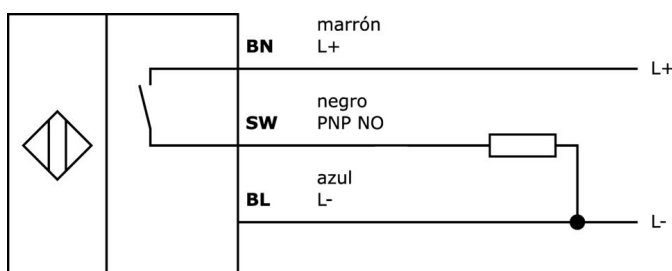 marrón
BN L+
L+
negro
SW PNP NO
azul
BL L-
L-